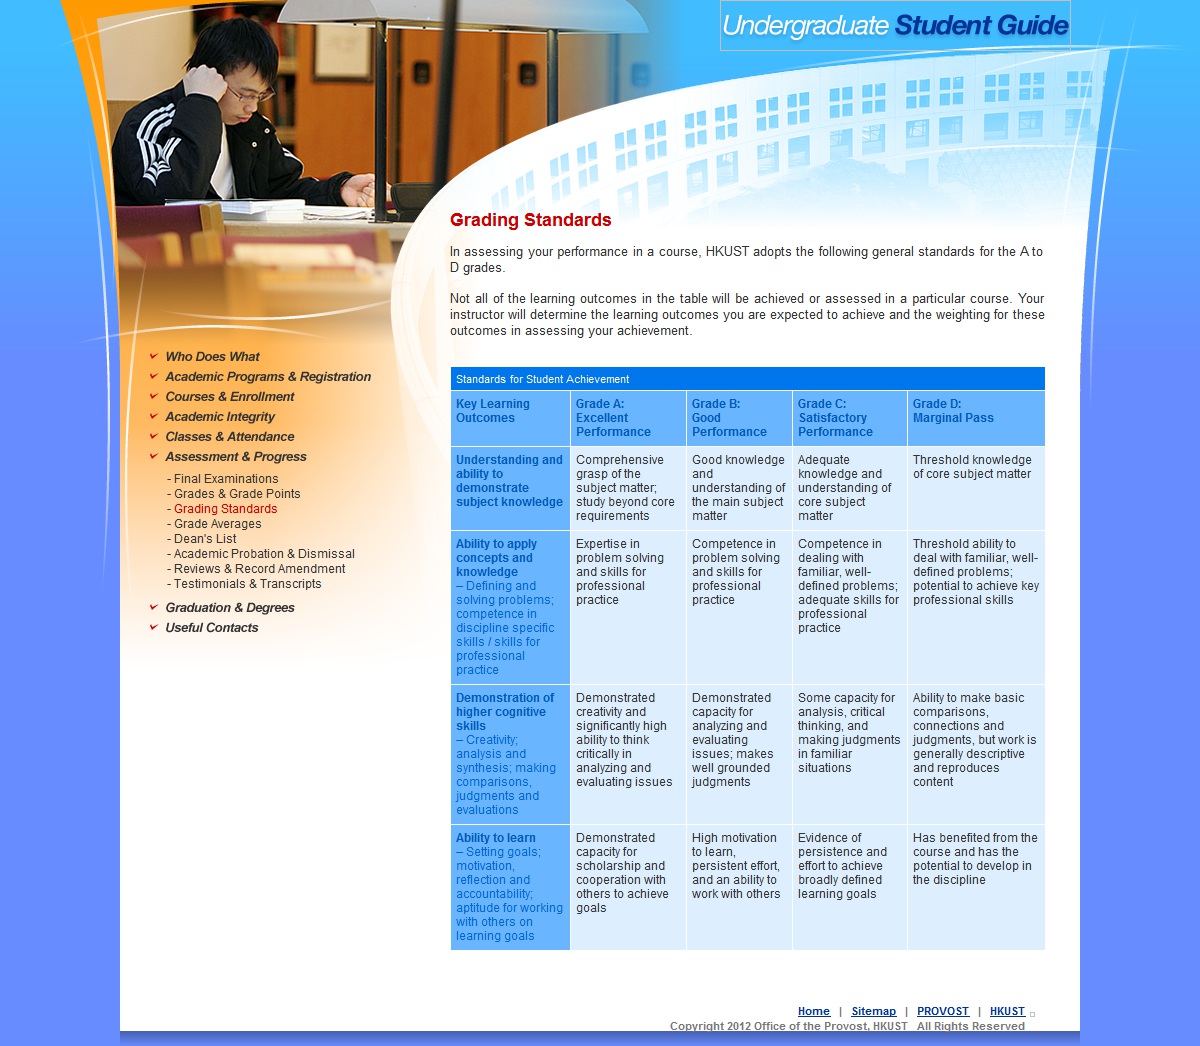 Undergraduate Student Guide
Grading Standards
In assessing your performance in a course, HKUST adopts the following general standards for the A to
D grades.
Not all of the learning outcomes in the table will be achieved or assessed in a particular course. Your
instructor will determine the learning outcomes you are expected to achieve and the weighting for these
outcomes in assessing your achievement.
Who Does What
Academic Programs & Registration
Courses & Enrollment
Academic Integrity
Classes & Attendance
Assessment & Progress
- Final Examinations
- Grades & Grade Points
- Grading Standards
- Grade Averages
- Dean's List
- Academic Probation & Dismissal
- Reviews & Record Amendment
- Testimonials & Transcripts
Graduation & Degrees
Useful Contacts
Standards for Student Achievement
Key Learning
Outcomes
Grade A:
Excellent
Performance
Grade B:
Good
Performance
Grade C:
Satisfactory
Performance
Grade D:
Marginal Pass
Understanding and
ability to
demonstrate
subject knowledge
Comprehensive
grasp of the
subject matter;
study beyond core
requirements
Good knowledge
and
understanding of
the main subject
matter
Adequate
knowledge and
understanding of
core subject
matter
Threshold knowledge
of core subject matter
Ability to apply
concepts and
knowledge
– Defining and
solving problems;
competence in
discipline specific
skills / skills for
professional
practice
Expertise in
problem solving
and skills for
professional
practice
Competence in
problem solving
and skills for
professional
practice
Competence in
dealing with
familiar, well-
defined problems;
adequate skills for
professional
practice
Threshold ability to
deal with familiar, well-
defined problems;
potential to achieve key
professional skills
Demonstration of
higher cognitive
skills
– Creativity;
analysis and
synthesis; making
comparisons,
judgments and
evaluations
Demonstrated
creativity and
significantly high
ability to think
critically in
analyzing and
evaluating issues
Demonstrated
capacity for
analyzing and
evaluating
issues; makes
well grounded
judgments
Some capacity for
analysis, critical
thinking, and
making judgments
in familiar
situations
Ability to make basic
comparisons,
connections and
judgments, but work is
generally descriptive
and reproduces
content
Ability to learn
– Setting goals;
motivation,
reflection and
accountability;
aptitude for working
with others on
learning goals
Demonstrated
capacity for
scholarship and
cooperation with
others to achieve
goals
High motivation
to learn,
persistent effort,
and an ability to
work with others
Evidence of
persistence and
effort to achieve
broadly defined
learning goals
Has benefited from the
course and has the
potential to develop in
the discipline
Home | Sitemap | PROVOST | HKUST
Copyright 2012 Office of the Provost, HKUST All Rights Reserved